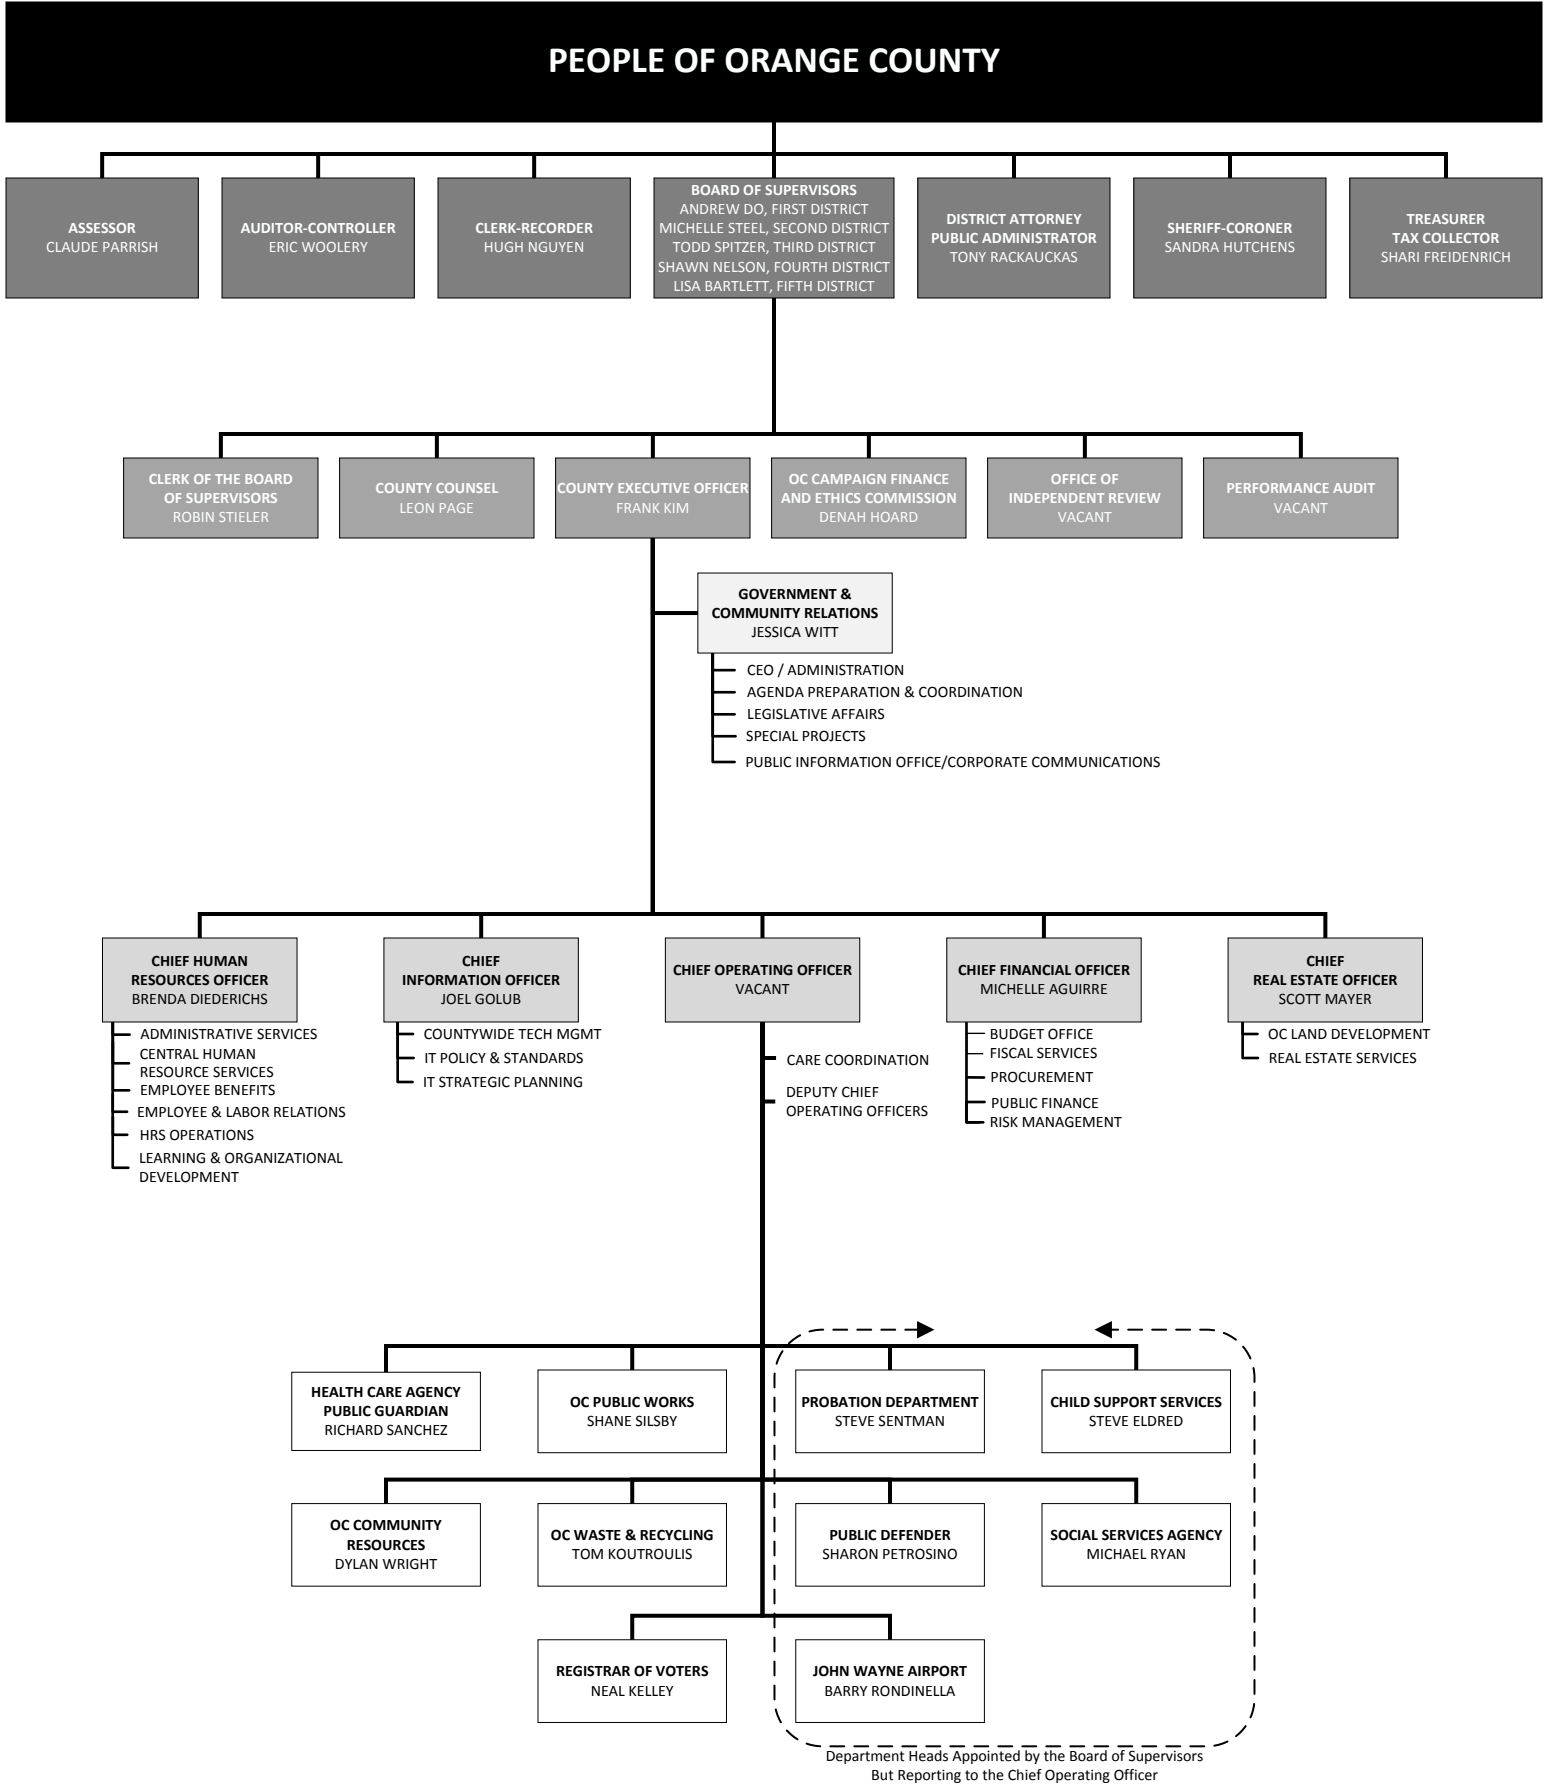 PEOPLE OF ORANGE COUNTY
ASSESSOR
CLAUDE PARRISH
AUDITOR-CONTROLLER
ERIC WOOLERY
CLERK-RECORDER
HUGH NGUYEN
BOARD OF SUPERVISORS
ANDREW DO, FIRST DISTRICT
MICHELLE STEEL, SECOND DISTRICT
TODD SPITZER, THIRD DISTRICT
SHAWN NELSON, FOURTH DISTRICT
LISA BARTLETT, FIFTH DISTRICT
DISTRICT ATTORNEY
PUBLIC ADMINISTRATOR
TONY RACKAUCKAS
SHERIFF-CORONER
SANDRA HUTCHENS
TREASURER
TAX COLLECTOR
SHARI FREIDENRICH
CLERK OF THE BOARD
OF SUPERVISORS
ROBIN STIELER
COUNTY COUNSEL
LEON PAGE
COUNTY EXECUTIVE OFFICER
FRANK KIM
OC CAMPAIGN FINANCE
AND ETHICS COMMISSION
DENAH HOARD
OFFICE OF
INDEPENDENT REVIEW
VACANT
PERFORMANCE AUDIT
VACANT
GOVERNMENT &
COMMUNITY RELATIONS
JESSICA WITT
CEO / ADMINISTRATION
AGENDA PREPARATION & COORDINATION
LEGISLATIVE AFFAIRS
SPECIAL PROJECTS
PUBLIC INFORMATION OFFICE/CORPORATE COMMUNICATIONS
CHIEF HUMAN
RESOURCES OFFICER
BRENDA DIEDERICHS
ADMINISTRATIVE SERVICES
CENTRAL HUMAN
RESOURCE SERVICES
EMPLOYEE BENEFITS
EMPLOYEE & LABOR RELATIONS
HRS OPERATIONS
LEARNING & ORGANIZATIONAL
DEVELOPMENT
CHIEF
INFORMATION OFFICER
JOEL GOLUB
COUNTYWIDE TECH MGMT
IT POLICY & STANDARDS
IT STRATEGIC PLANNING
CHIEF OPERATING OFFICER
VACANT
CARE COORDINATION
DEPUTY CHIEF
OPERATING OFFICERS
CHIEF FINANCIAL OFFICER
MICHELLE AGUIRRE
BUDGET OFFICE
FISCAL SERVICES
PROCUREMENT
PUBLIC FINANCE
RISK MANAGEMENT
CHIEF
REAL ESTATE OFFICER
SCOTT MAYER
OC LAND DEVELOPMENT
REAL ESTATE SERVICES
HEALTH CARE AGENCY
PUBLIC GUARDIAN
RICHARD SANCHEZ
OC PUBLIC WORKS
SHANE SILSBY
PROBATION DEPARTMENT
STEVE SENTMAN
CHILD SUPPORT SERVICES
STEVE ELDRED
OC COMMUNITY
RESOURCES
DYLAN WRIGHT
OC WASTE & RECYCLING
TOM KOUTROULIS
PUBLIC DEFENDER
SHARON PETROSINO
SOCIAL SERVICES AGENCY
MICHAEL RYAN
REGISTRAR OF VOTERS
NEAL KELLEY
JOHN WAYNE AIRPORT
BARRY RONDINELLA
Department Heads Appointed by the Board of Supervisors
But Reporting to the Chief Operating Officer